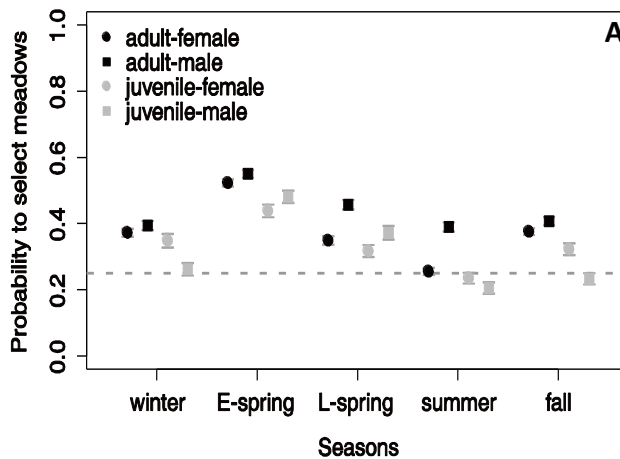 A
adult-female
adult-male
juvenile-female
juvenile-male
Probability to select meadows
1.0
0.8
0.6
0.4
0.2
0.0
winter E-spring L-spring summer fall
Seasons